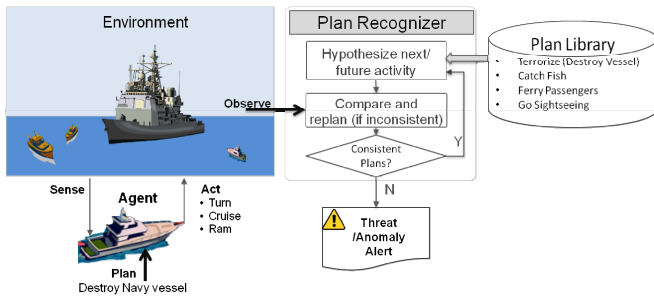 Environment
Observe
Sense
Agent
Act
• Turn
• Cruise
• Ram
Plan
Destroy Navy vessel
Plan Recognizer
Hypothesize next/
future activity
Compare and
replan (if inconsistent)
Consistent
Plans?
Y
N
Threat
/Anomaly
Alert
Plan Library
• Terrorize (Destroy Vessel)
• Catch Fish
• Ferry Passengers
• Go Sightseeing